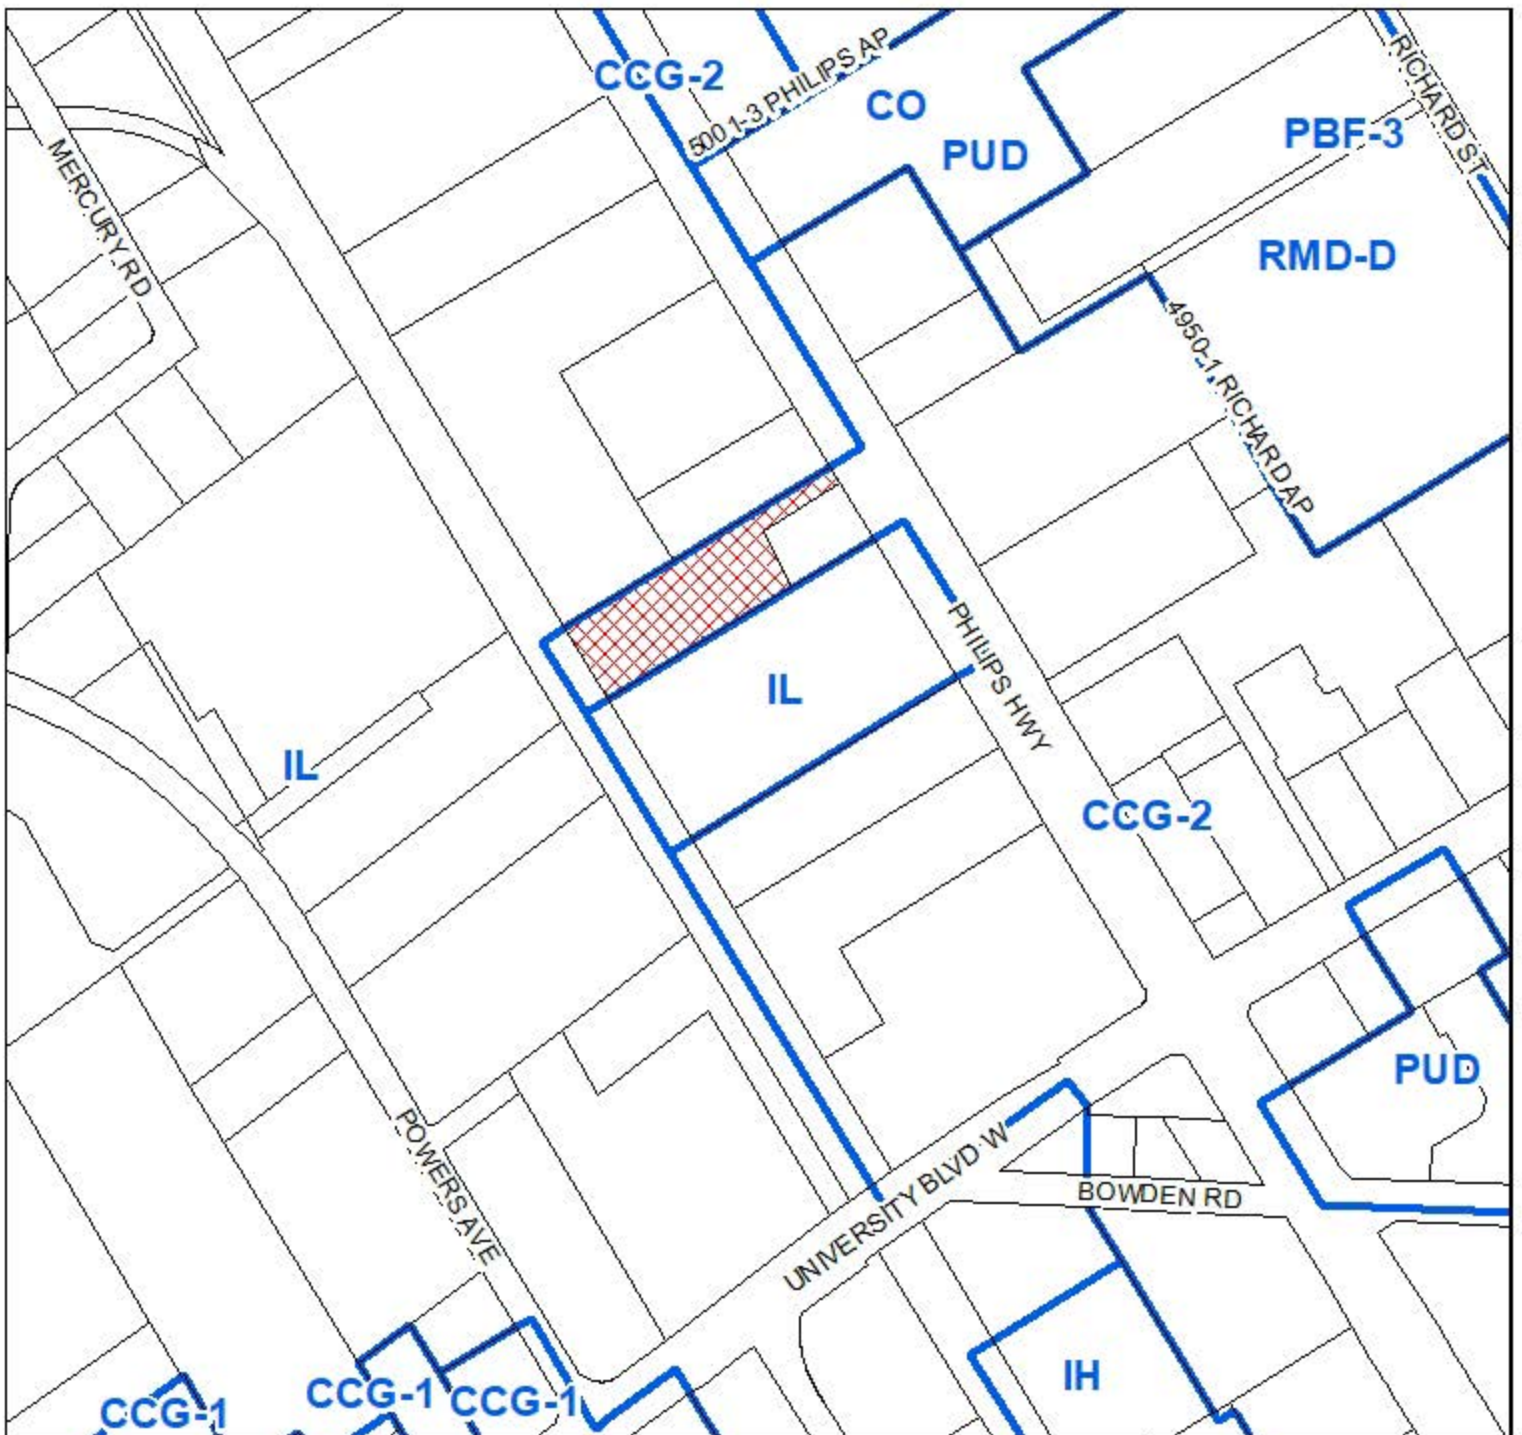 CCG-2
5001-3 PHILIPS AP
CO
PUD
PBF-3
RICHARD ST
MERCURY RD
RMD-D
4950-1 RICHARD AP
PHILIPS HWY
IL
IL
CCG-2
PUD
POWERS AVE
UNIVERSITY BLVD W
BOWDEN RD
IH
CCG-1
CCG-1
CCG-1